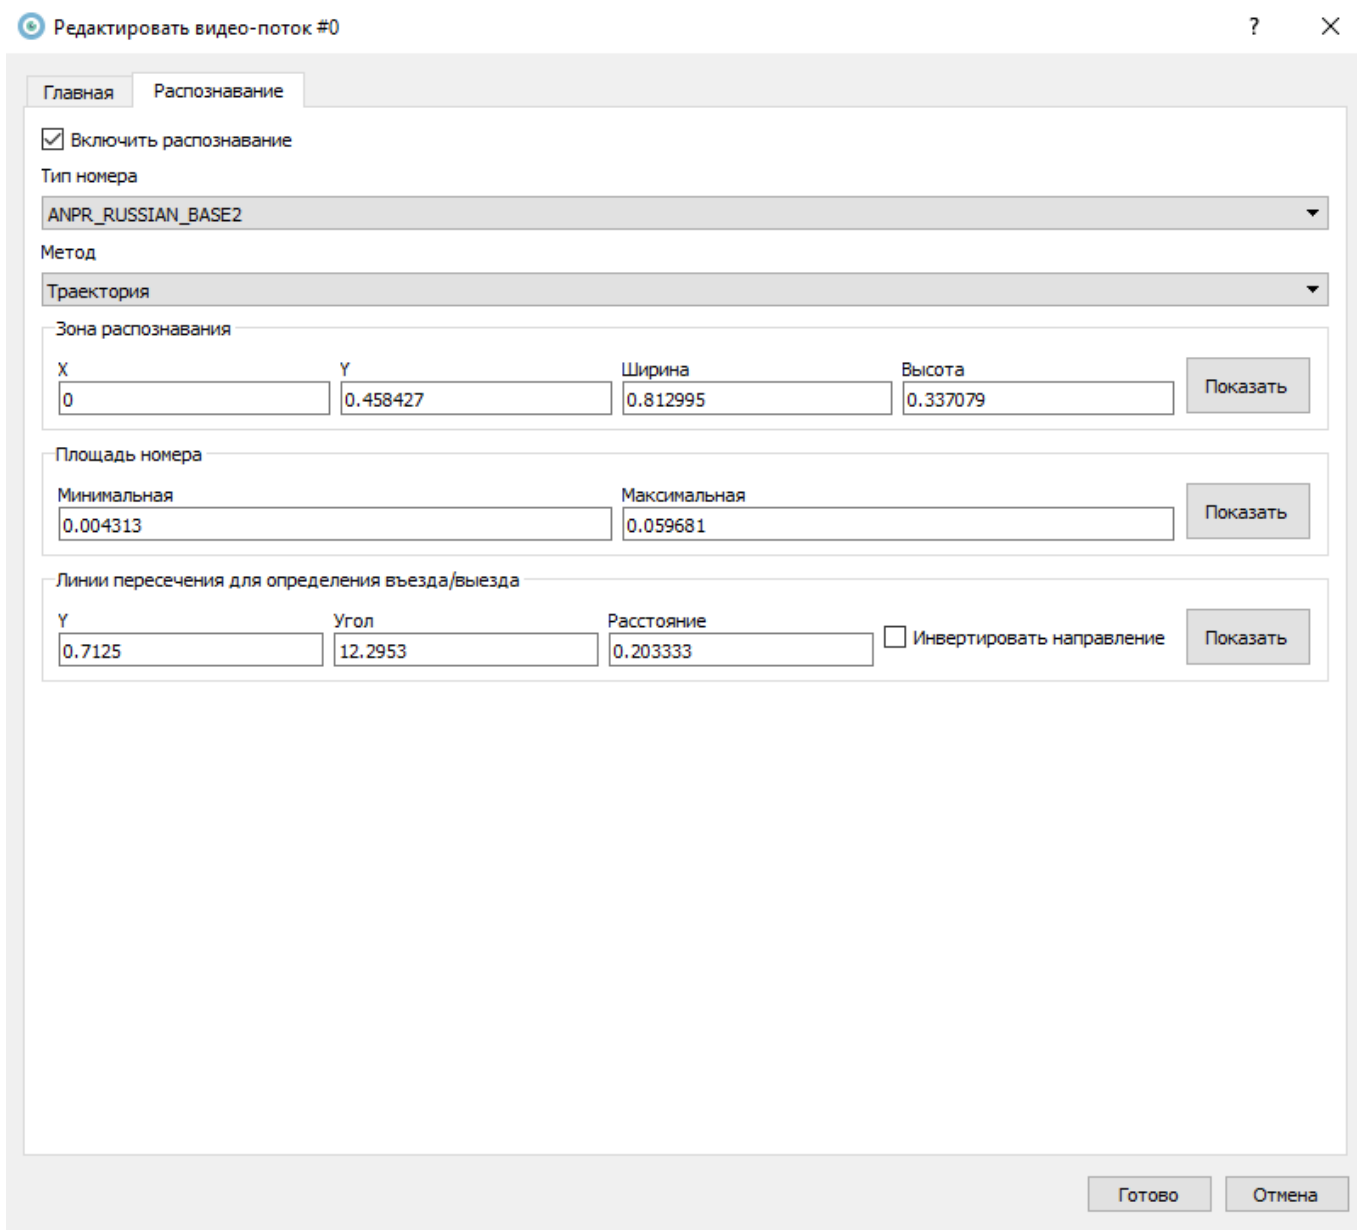 Редактировать видео-поток #0
?
Главная Распознавание
Включить распознавание
Тип номера
ANPR_RUSSIAN_BASE2
Метод
Траектория
Зона распознавания
X Y Ширина Высота
0 0.458427 0.812995 0.337079 Показать
Площадь номера
Минимальная Максимальная
0.004313 0.059681 Показать
Линии пересечения для определения въезда/выезда
Y Угол Расстояние
0.7125 12.2953 0.203333 Инвертировать направление Показать
Готово Отмена